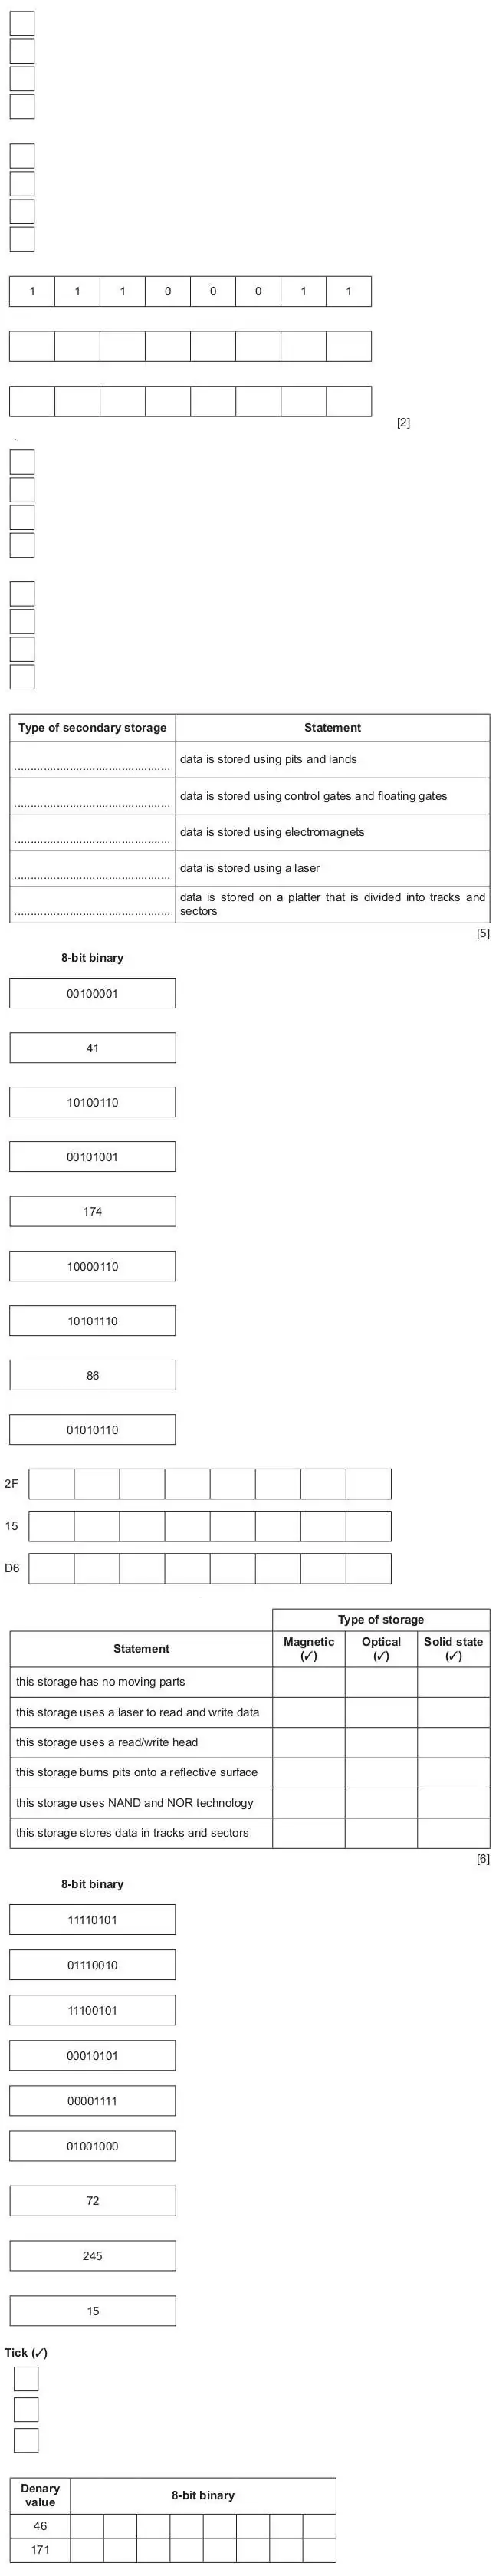 1 1 1 0 0 0 1 1
[2]
.
Type of secondary storage Statement
............................................... data is stored using pits and lands
............................................... data is stored using control gates and floating gates
............................................... data is stored using electromagnets
............................................... data is stored using a laser
............................................... data is stored on a platter that is divided into tracks and
sectors
[5]
8-bit binary
00100001
41
10100110
00101001
174
10000110
10101110
86
01010110
2F
15
D6
Type of storage
Statement Magnetic (✓) Optical (✓) Solid state (✓)
this storage has no moving parts
this storage uses a laser to read and write data
this storage uses a read/write head
this storage burns pits onto a reflective surface
this storage uses NAND and NOR technology
this storage stores data in tracks and sectors
[6]
8-bit binary
11110101
01110010
11100101
00010101
00001111
01001000
72
245
15
Tick (✓)
Denary value 8-bit binary
46
171